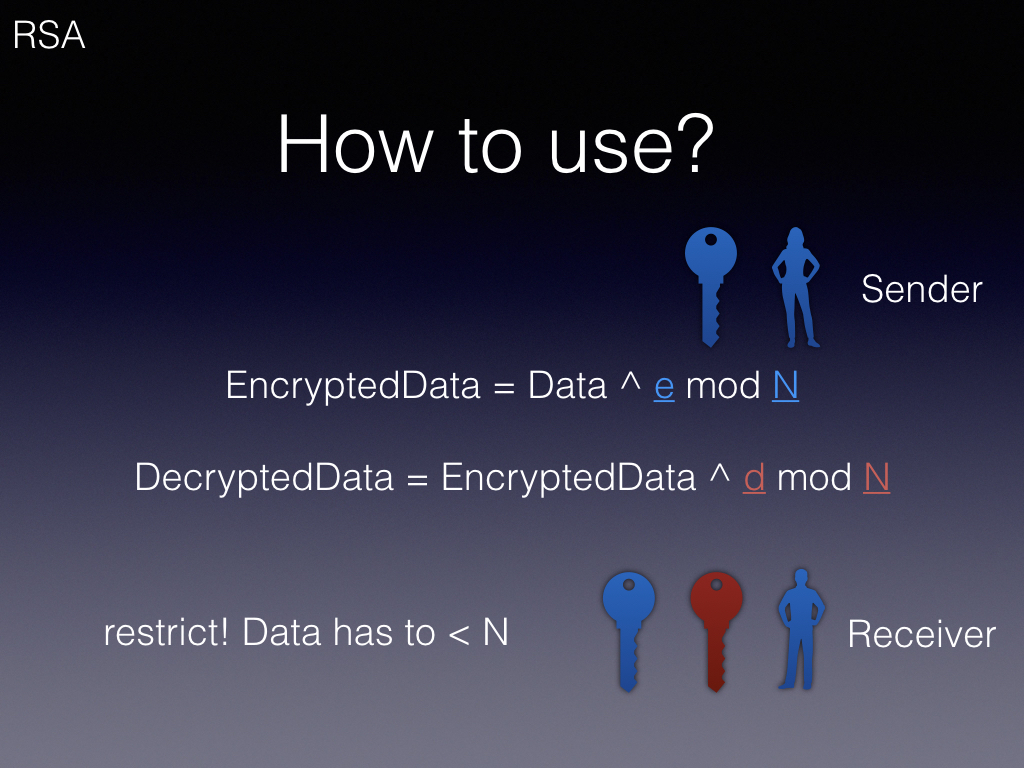 RSA
How to use?
Sender
EncryptedData = Data ^ e mod N
DecryptedData = EncryptedData ^ d mod N
restrict! Data has to < N
Receiver